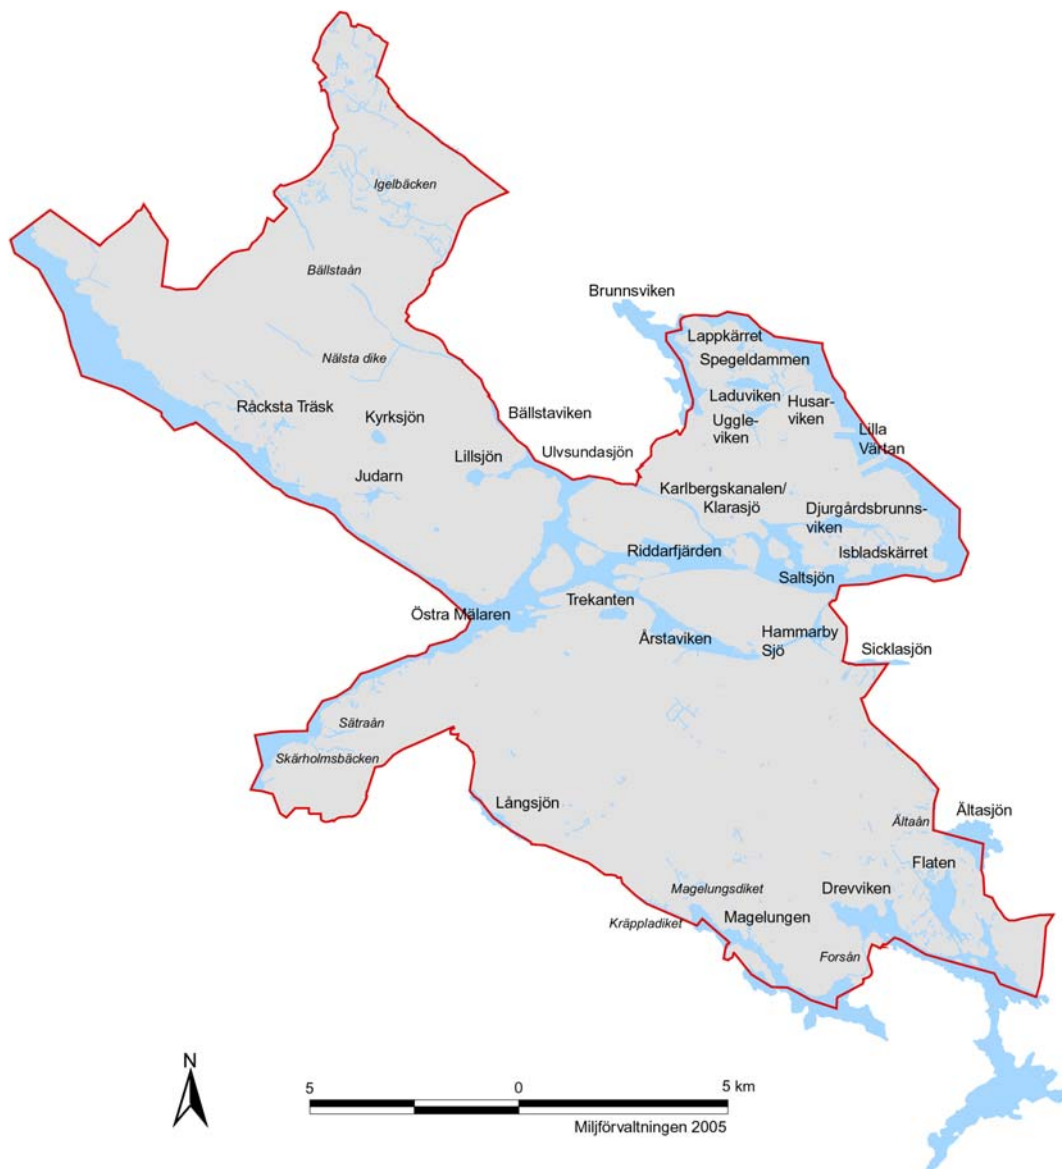 Igelbäcken
Bällstaån
Brunnsviken
Lappkärret
Spegeldammen
Nälsta dike
Laduviken
Husar-
viken
Råcksta Träsk
Kyrksjön
Bällstaviken
Uggle-
viken
Lilla
Värtan
Lillsjön
Ulvsundasjön
Judarn
Karlbergskanalen/
Klarasjö
Djurgårdsbrunns-
viken
Riddarfjärden
Isbladskärret
Saltsjön
Trekanten
Östra Mälaren
Årstaviken
Hammarby
Sjö
Sicklasjön
Sätraån
Skärholmsbäcken
Långsjön
Ältaån
Ältasjön
Flaten
Magelungsdiket
Drevviken
Kräppladiket
Magelungen
Forsån
N
5 0 5 km
Miljförvaltningen 2005